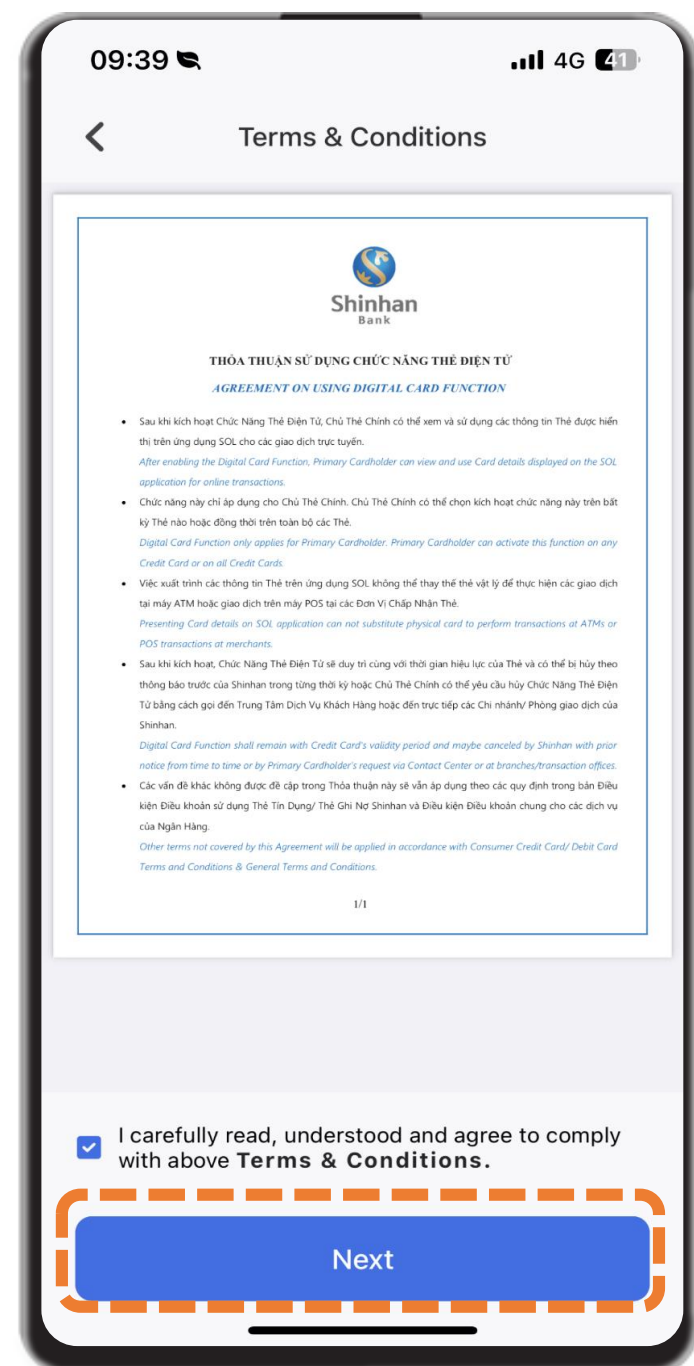 09:39
4G 41
Terms & Conditions
Shinhan
Bank
THỎA THUẬN SỬ DỤNG CHỨC NĂNG THẺ ĐIỆN TỬ
AGREEMENT ON USING DIGITAL CARD FUNCTION
• Sau khi kích hoạt Chức Năng Thẻ Điện Tử, Chủ Thẻ Chính có thể xem và sử dụng các thông tin Thẻ được hiển
thị trên ứng dụng SOL cho các giao dịch trực tuyến.
After enabling the Digital Card Function, Primary Cardholder can view and use Card details displayed on the SOL
application for online transactions.
• Chức năng này chỉ áp dụng cho Chủ Thẻ Chính. Chủ Thẻ Chính có thể chọn kích hoạt chức năng này trên bất
kỳ Thẻ nào hoặc đồng thời trên toàn bộ các Thẻ.
Digital Card Function only applies for Primary Cardholder. Primary Cardholder can activate this function on any
Credit Card or on all Credit Cards.
• Việc xuất trình các thông tin Thẻ trên ứng dụng SOL không thể thay thế thẻ vật lý để thực hiện các giao dịch
tại máy ATM hoặc giao dịch trên máy POS tại các Đơn Vị Chấp Nhận Thẻ.
Presenting Card details on SOL application can not substitute physical card to perform transactions at ATMs or
POS transactions at merchants.
• Sau khi kích hoạt, Chức Năng Thẻ Điện Tử sẽ duy trì cùng với thời gian hiệu lực của Thẻ và có thể bị hủy theo
thông báo trước của Shinhan trong từng thời kỳ hoặc Chủ Thẻ Chính có thể yêu cầu hủy Chức Năng Thẻ Điện
Tử bằng cách gọi đến Trung Tâm Dịch Vụ Khách Hàng hoặc đến trực tiếp các Chi nhánh/ Phòng giao dịch của
Shinhan.
Digital Card Function shall remain with Credit Card's validity period and maybe canceled by Shinhan with prior
notice from time to time or by Primary Cardholder's request via Contact Center or at branches/transaction offices.
• Các vấn đề khác không được đề cập trong Thỏa thuận này sẽ vẫn áp dụng theo các quy định trong bản Điều
kiện Điều khoản sử dụng Thẻ Tín Dụng/ Thẻ Ghi Nợ Shinhan và Điều kiện Điều khoản chung cho các dịch vụ
của Ngân Hàng.
Other terms not covered by this Agreement will be applied in accordance with Consumer Credit Card/ Debit Card
Terms and Conditions & General Terms and Conditions.
1/1
I carefully read, understood and agree to comply
with above Terms & Conditions.
Next